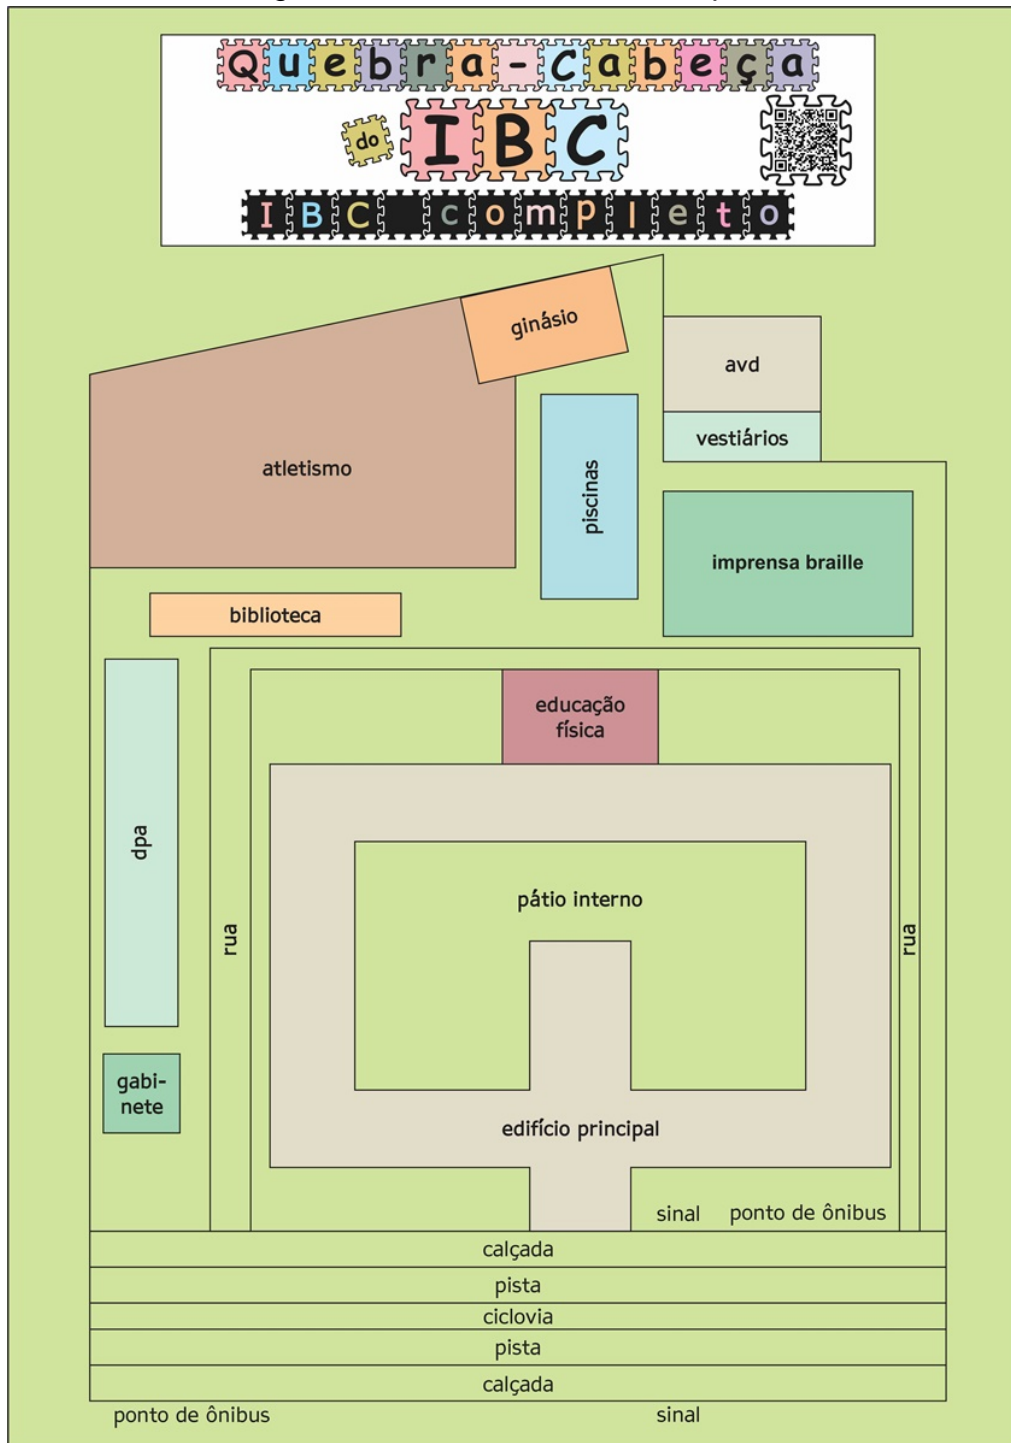 Quebra-Cabeça
do IBC
IBC completo
ginásio
avd
vestiários
atletismo
piscinas
imprensa braille
biblioteca
educação
física
dpa
pátio interno
rua
rua
gabi-
nete
edifício principal
sinal
ponto de ônibus
calçada
pista
ciclovia
pista
calçada
ponto de ônibus
sinal